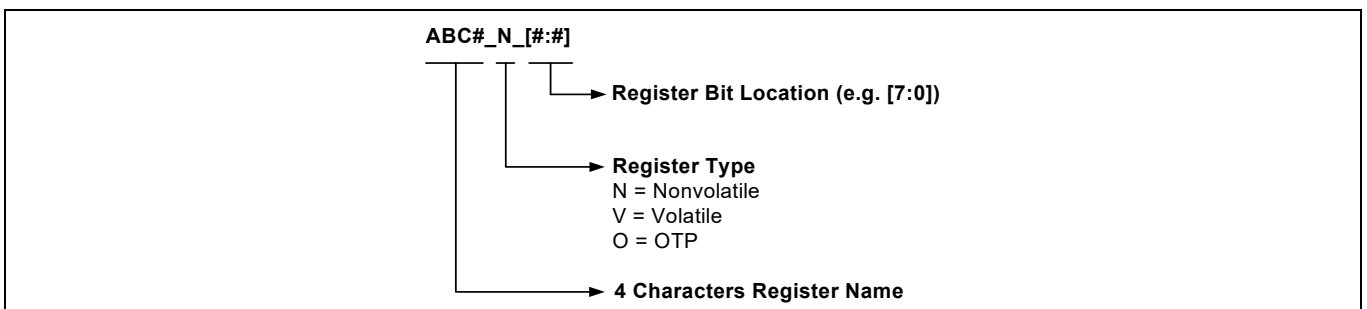 ABC#_N_[#:#]
Register Bit Location (e.g. [7:0])
Register Type
N = Nonvolatile
V = Volatile
O = OTP
4 Characters Register Name